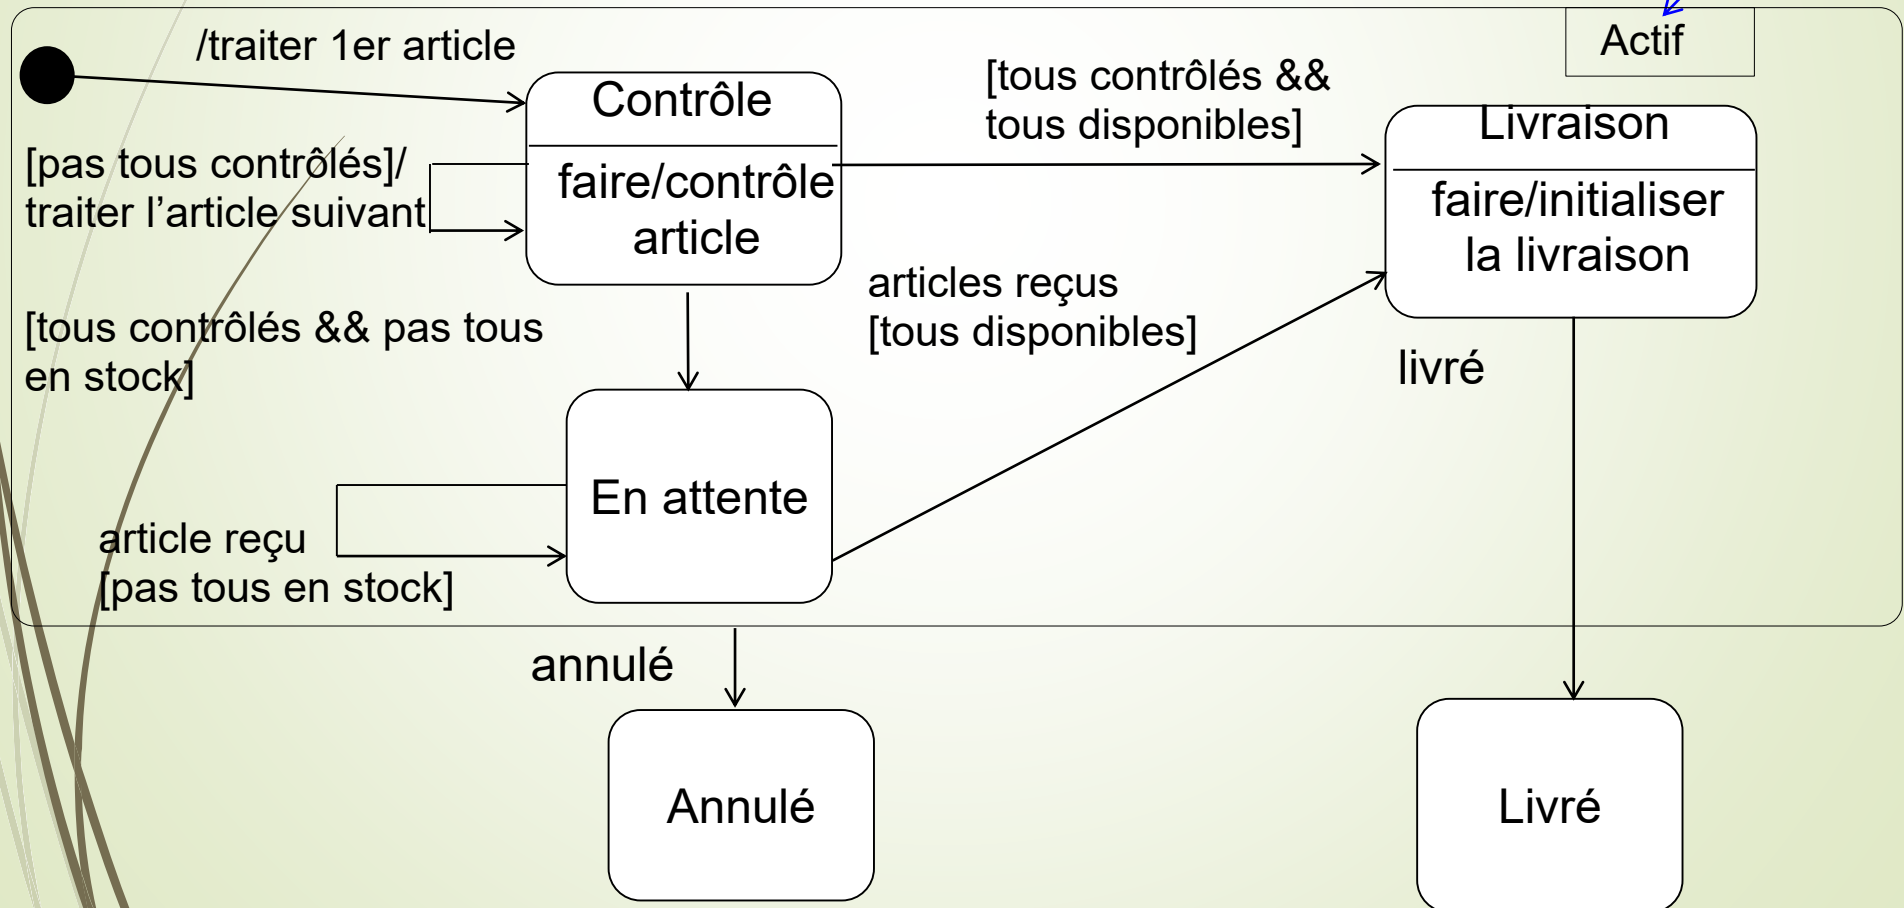 /traiter 1er article
Actif
Contrôle
[tous contrôlés &&
tous disponibles]
Livraison
[pas tous contrôlés]/
traiter l’article suivant
faire/contrôle
article
faire/initialiser
la livraison
articles reçus
[tous disponibles]
[tous contrôlés && pas tous
en stock]
livré
En attente
article reçu
[pas tous en stock]
annulé
Annulé
Livré